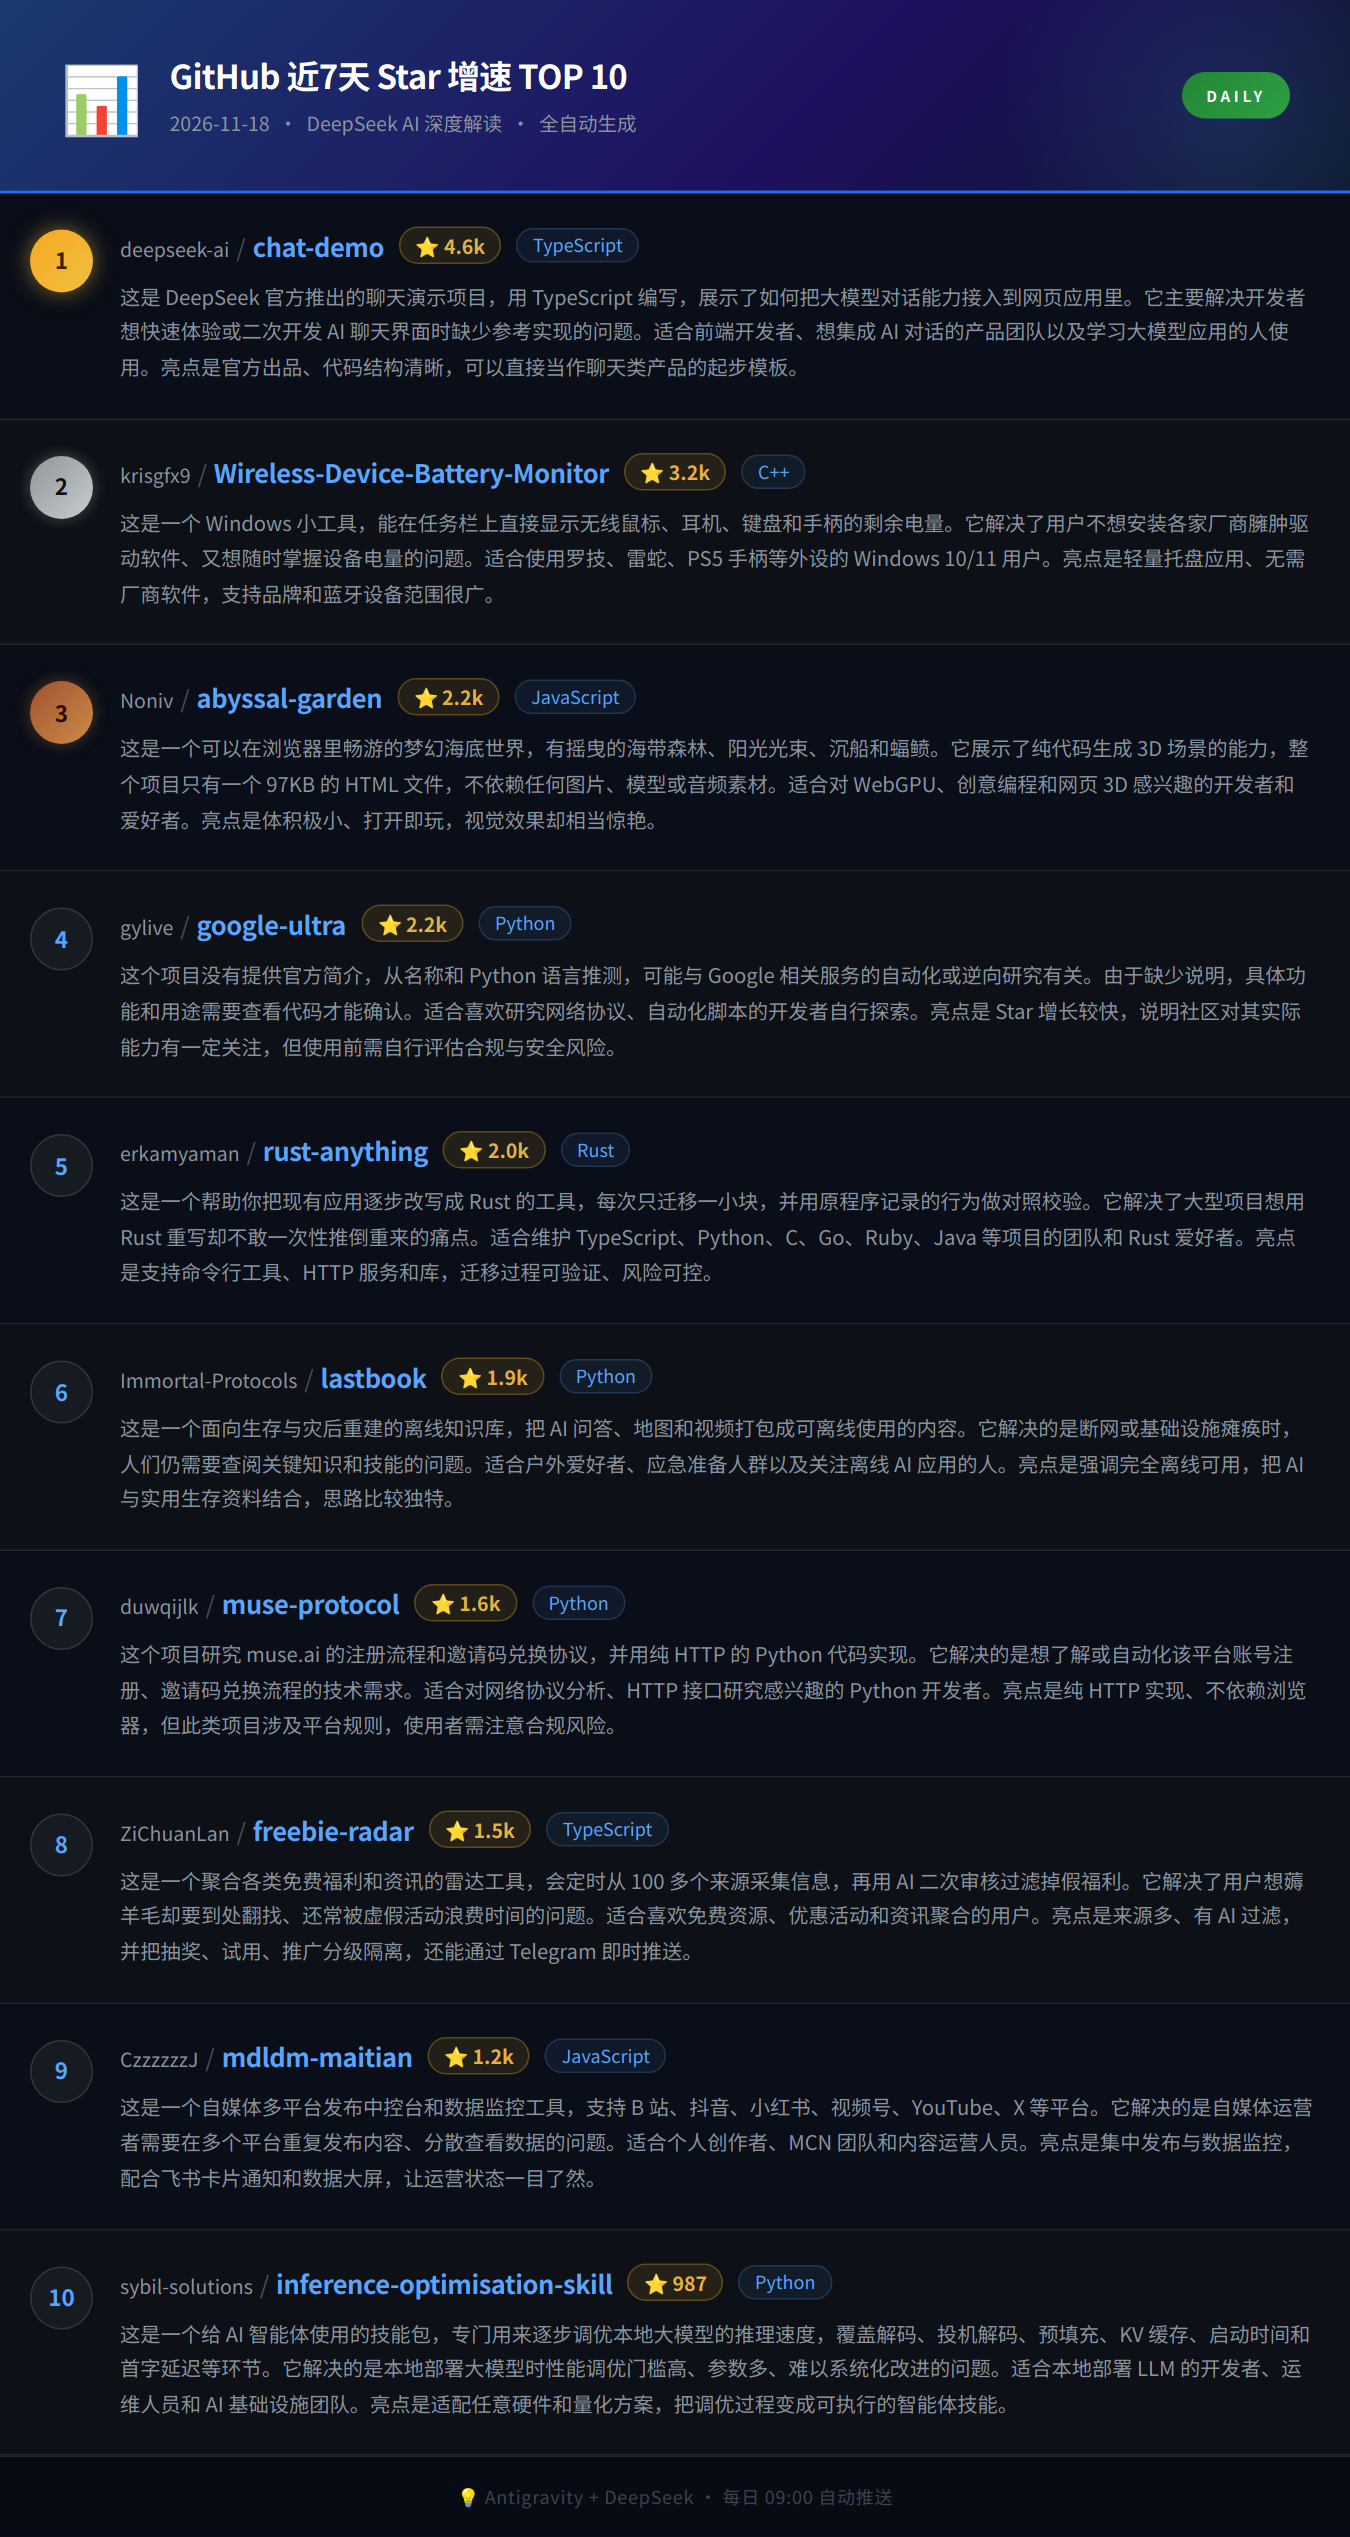 GitHub 近7天 Star 增速 TOP 10
2026-11-18 • DeepSeek AI 深度解读 • 全自动生成
DAILY
1
deepseek-ai / chat-demo ⭐ 4.6k TypeScript
这是 DeepSeek 官方推出的聊天演示项目，用 TypeScript 编写，展示了如何把大模型对话能力接入到网页应用里。它主要解决开发者
想快速体验或二次开发 AI 聊天界面时缺少参考实现的问题。适合前端开发者、想集成 AI 对话的产品团队以及学习大模型应用的人使
用。亮点是官方出品、代码结构清晰，可以直接当作聊天类产品的起步模板。
2
krisgfx9 / Wireless-Device-Battery-Monitor ⭐ 3.2k C++
这是一个 Windows 小工具，能在任务栏上直接显示无线鼠标、耳机、键盘和手柄的剩余电量。它解决了用户不想安装各家厂商臃肿驱
动软件、又想随时掌握设备电量的问题。适合使用罗技、雷蛇、PS5 手柄等外设的 Windows 10/11 用户。亮点是轻量托盘应用、无需
厂商软件，支持品牌和蓝牙设备范围很广。
3
Noniv / abyssal-garden ⭐ 2.2k JavaScript
这是一个可以在浏览器里畅游的梦幻海底世界，有摇曳的海带森林、阳光光束、沉船和蝠鲼。它展示了纯代码生成 3D 场景的能力，整
个项目只有一个 97KB 的 HTML 文件，不依赖任何图片、模型或音频素材。适合对 WebGPU、创意编程和网页 3D 感兴趣的开发者和
爱好者。亮点是体积极小、打开即玩，视觉效果却相当惊艳。
4
gylive / google-ultra ⭐ 2.2k Python
这个项目没有提供官方简介，从名称和 Python 语言推测，可能与 Google 相关服务的自动化或逆向研究有关。由于缺少说明，具体功
能和用途需要查看代码才能确认。适合喜欢研究网络协议、自动化脚本的开发者自行探索。亮点是 Star 增长较快，说明社区对其实际
能力有一定关注，但使用前需自行评估合规与安全风险。
5
erkamyaman / rust-anything ⭐ 2.0k Rust
这是一个帮助你把现有应用逐步改写成 Rust 的工具，每次只迁移一小块，并用原程序记录的行为做对照校验。它解决了大型项目想用
Rust 重写却不敢一次性推倒重来的痛点。适合维护 TypeScript、Python、C、Go、Ruby、Java 等项目的团队和 Rust 爱好者。亮点
是支持命令行工具、HTTP 服务和库，迁移过程可验证、风险可控。
6
Immortal-Protocols / lastbook ⭐ 1.9k Python
这是一个面向生存与灾后重建的离线知识库，把 AI 问答、地图和视频打包成可离线使用的内容。它解决的是断网或基础设施瘫痪时，
人们仍需要查阅关键知识和技能的问题。适合户外爱好者、应急准备人群以及关注离线 AI 应用的人。亮点是强调完全离线可用，把 AI
与实用生存资料结合，思路比较独特。
7
duwqijlk / muse-protocol ⭐ 1.6k Python
这个项目研究 muse.ai 的注册流程和邀请码兑换协议，并用纯 HTTP 的 Python 代码实现。它解决的是想了解或自动化该平台账号注
册、邀请码兑换流程的技术需求。适合对网络协议分析、HTTP 接口研究感兴趣的 Python 开发者。亮点是纯 HTTP 实现、不依赖浏览
器，但此类项目涉及平台规则，使用者需注意合规风险。
8
ZiChuanLan / freebie-radar ⭐ 1.5k TypeScript
这是一个聚合各类免费福利和资讯的雷达工具，会定时从 100 多个来源采集信息，再用 AI 二次审核过滤掉假福利。它解决了用户想薅
羊毛却要到处翻找、还常被虚假活动浪费时间的问题。适合喜欢免费资源、优惠活动和资讯聚合的用户。亮点是来源多、有 AI 过滤，
并把抽奖、试用、推广分级隔离，还能通过 Telegram 即时推送。
9
CzzzzzzJ / mdldm-maitian ⭐ 1.2k JavaScript
这是一个自媒体多平台发布中控台和数据监控工具，支持 B 站、抖音、小红书、视频号、YouTube、X 等平台。它解决的是自媒体运营
者需要在多个平台重复发布内容、分散查看数据的问题。适合个人创作者、MCN 团队和内容运营人员。亮点是集中发布与数据监控，
配合飞书卡片通知和数据大屏，让运营状态一目了然。
10
sybil-solutions / inference-optimisation-skill ⭐ 987 Python
这是一个给 AI 智能体使用的技能包，专门用来逐步调优本地大模型的推理速度，覆盖解码、投机解码、预填充、KV 缓存、启动时间和
首字延迟等环节。它解决的是本地部署大模型时性能调优门槛高、参数多、难以系统化改进的问题。适合本地部署 LLM 的开发者、运
维人员和 AI 基础设施团队。亮点是适配任意硬件和量化方案，把调优过程变成可执行的智能体技能。
💡 Antigravity + DeepSeek • 每日 09:00 自动推送